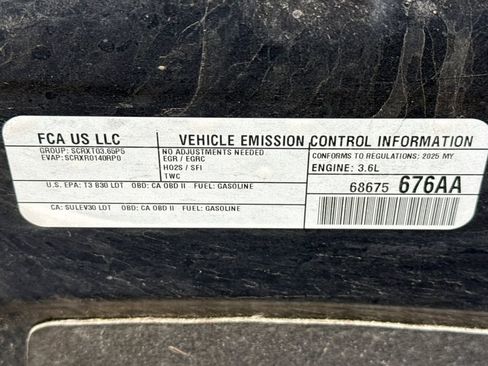 FCA US LLC
GROUP: SCRXT03.65P5
EVAP: SCRXR0140RP0
VEHICLE EMISSION CONTROL INFORMATION
NO ADJUSTMENTS NEEDED
EGR / EGRC
HO2S / SFI
TWC
CONFORMS TO REGULATIONS: 2025 MY
ENGINE: 3.6L
U.S. EPA: T3 B30 LDT OBD: CA OBD II FUEL: GASOLINE
CA: SULEV30 LDT OBD: CA OBD II FUEL: GASOLINE
68675 676AA